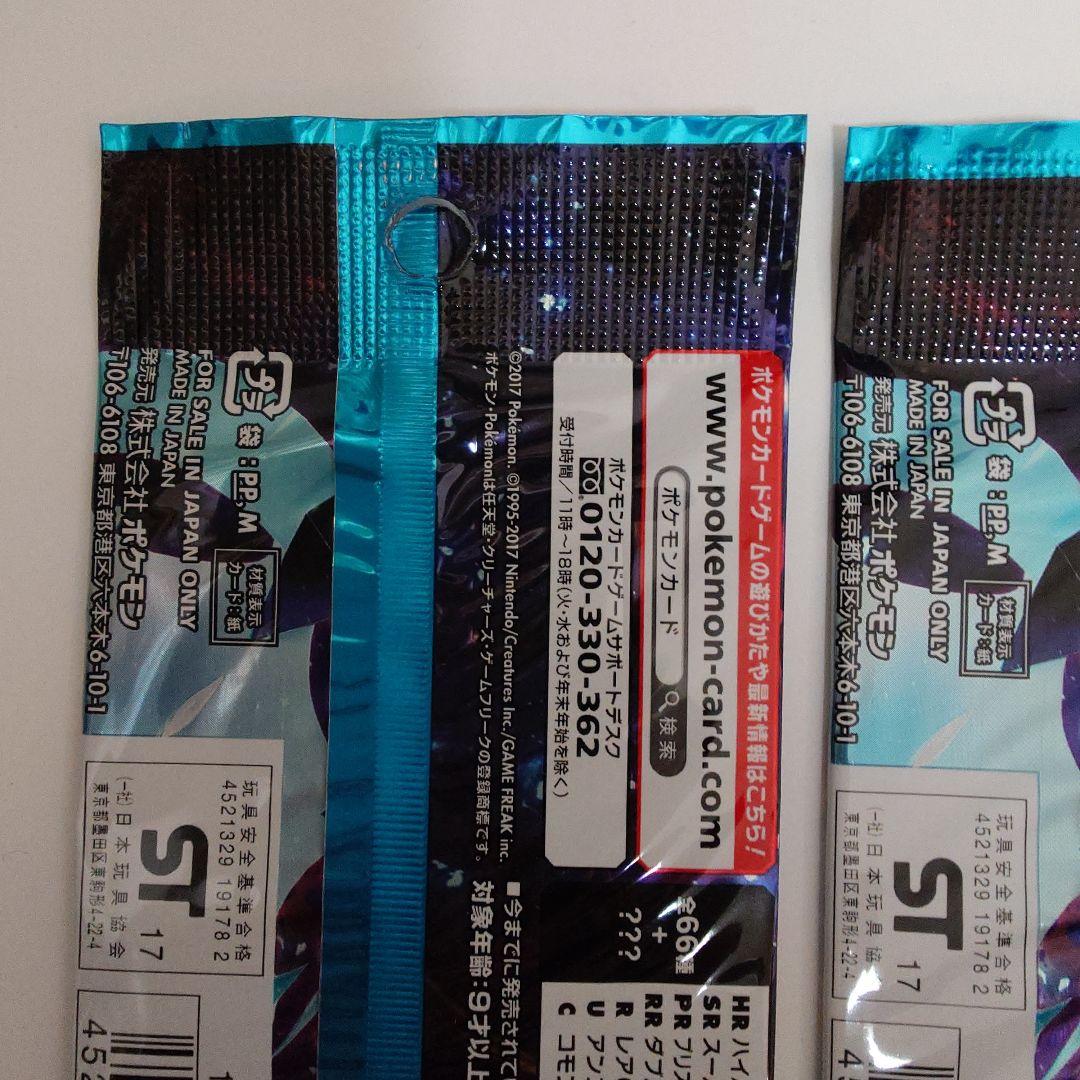 ポケモンカードゲームの遊びかたや最新情報はこちら!
www.pokemon-card.com
ポケモンカード 検索
ポケモンカードゲームサポートデスク
0120-330-362
受付時間/11時~18時(火・水および年末年始を除く)
©2017 Pokémon. ©1995-2017 Nintendo/Creatures Inc./GAME FREAK inc.
ポケモン・Pokémonは任天堂・クリーチャーズ・ゲームフリークの登録商標です。
全66種
+
???
HR ハイ
SR スー
PR プリズ
RR ダブ
R レア
U アン
C コモ
■今までに発売されて
対象年齢:9才以上
プラ 袋:PP,M
材質表示
カード:紙
FOR SALE IN JAPAN ONLY
MADE IN JAPAN
発売元 株式会社ポケモン
〒106-6108 東京都港区六本木6-10-1
玩具安全基準合格
4521329 19178 2
ST 17
(一社)日本玩具協会
東京都墨田区東駒形4-22-4
プラ 袋:PP,M
材質表示
カード:紙
FOR SALE IN JAPAN ONLY
MADE IN JAPAN
発売元 株式会社ポケモン
〒106-6108 東京都港区六本木6-10-1
玩具安全基準合格
4521329 19178 2
ST 17
(一社)日本玩具協
東京都墨田区東駒形4-22-4